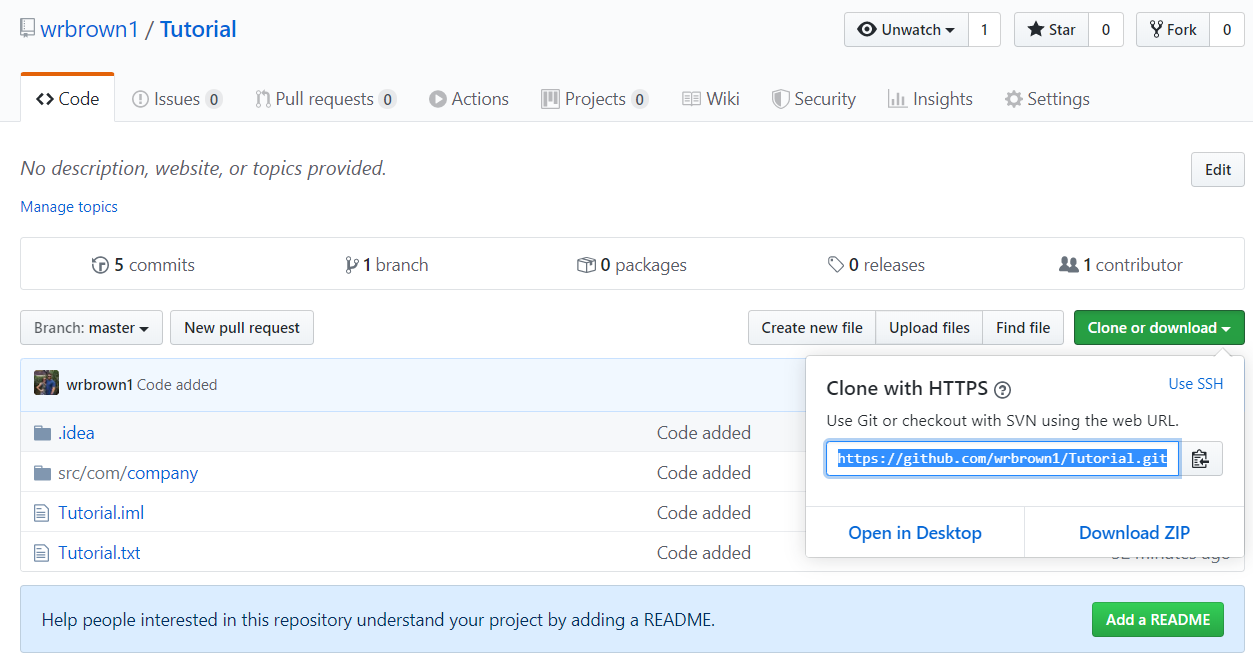 wrbrown1 / Tutorial
Unwatch 1 Star 0 Fork 0
Code Issues 0 Pull requests 0 Actions Projects 0 Wiki Security Insights Settings
No description, website, or topics provided. Edit
Manage topics
5 commits 1 branch 0 packages 0 releases 1 contributor
Branch: master New pull request Create new file Upload files Find file Clone or download
wrbrown1 Code added
.idea Code added
src/com/company Code added
Tutorial.iml Code added
Tutorial.txt Code added
Clone with HTTPS ? Use SSH
Use Git or checkout with SVN using the web URL.
https://github.com/wrbrown1/Tutorial.git
Open in Desktop Download ZIP
Help people interested in this repository understand your project by adding a README. Add a README